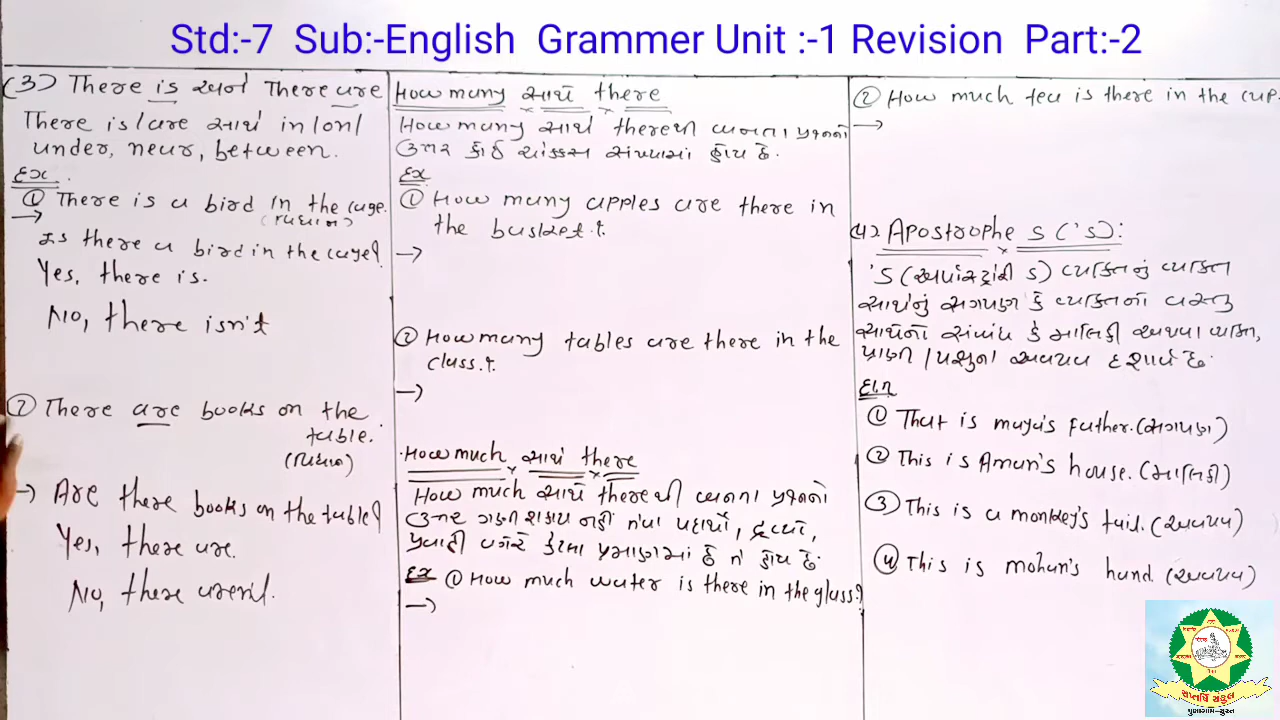 Std:-7 Sub:-English Grammer Unit :-1 Revision Part:-2
(3) There is અને There are
There is/are સાથે in/on/
under, near, between.
Ex.
① There is a bird in the cage.
(વિધાન)
→
Is there a bird in the cage?
Yes, there is.
No, there isn't
② There are books on the
table.
(વિધાન)
→ Are there books on the table?
Yes, there are.
No, there aren't.
How many સાથે there
How many સાથે thereથી બનતા પ્રશ્નનો
ઉત્તર કોઈ ચોક્કસ સંખ્યામાં હોય છે.
Ex
① How many apples are there in
the basket.?
→
② How many tables are there in the
class.?
→
How much સાથે there
How much સાથે thereથી બનતા પ્રશ્નનો
ઉત્તર ગણી શકાય નહીં તેવા પદાર્થો, દ્રવ્યો,
પ્રવાહી વગેરે કેટલા પ્રમાણમાં છે તે હોય છે.
Ex ① How much water is there in the glass?
→
② How much tea is there in the cup.
→
(4) Apostrophe s ('s):
's (અપોસ્ટ્રોફી s) વ્યક્તિનું વ્યક્તિ
સાથેનું સગપણ કે વ્યક્તિનો વસ્તુ
સાથેનો સંબંધ કે માલિકી અથવા વ્યક્તિ,
પ્રાણી/પશુના અવયવ દર્શાવે છે.
① That is maya's father.(સગપણ)
② This is Aman's house.(માલિકી)
③ This is a monkey's tail.(અવયવ)
④ This is mohan's hand.(અવયવ)